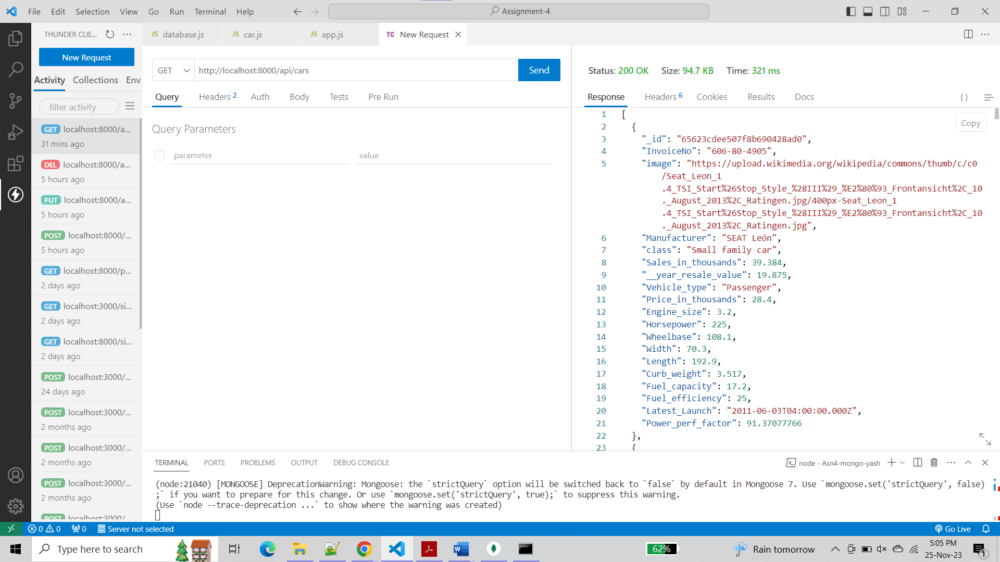 File Edit Selection View Go Run Terminal Help
Assignment-4
THUNDER CLIE...
New Request
Activity Collections Env
filter activity
GET localhost:8000/a...
31 mins ago
DEL localhost:8000/a...
5 hours ago
PUT localhost:8000/a...
5 hours ago
POST localhost:8000/...
5 hours ago
GET localhost:8000/p...
2 days ago
GET localhost:3000/si...
2 days ago
GET localhost:8000/si...
2 days ago
POST localhost:3000/...
24 days ago
POST localhost:3000/...
2 months ago
POST localhost:3000/...
2 months ago
POST localhost:3000/...
2 months ago
POST localhost:3000/
JS database.js
JS car.js
JS app.js
TC New Request
GET http://localhost:8000/api/cars Send
Query Headers 2 Auth Body Tests Pre Run
Query Parameters
parameter value
Status: 200 OK Size: 94.7 KB Time: 321 ms
Response Headers 6 Cookies Results Docs { }
Copy
1 [
2 {
3 "_id": "65623cdee507f8b690428ad0",
4 "InvoiceNo": "606-80-4905",
5 "image": "https://upload.wikimedia.org/wikipedia/commons/thumb/c/c0
/Seat_Leon_1
.4_TSI_Start%26Stop_Style_%28III%29_%E2%80%93_Frontansicht%2C_10
._August_2013%2C_Ratingen.jpg/400px-Seat_Leon_1
.4_TSI_Start%26Stop_Style_%28III%29_%E2%80%93_Frontansicht%2C_10
._August_2013%2C_Ratingen.jpg",
6 "Manufacturer": "SEAT León",
7 "class": "Small family car",
8 "Sales_in_thousands": 39.384,
9 "__year_resale_value": 19.875,
10 "Vehicle_type": "Passenger",
11 "Price_in_thousands": 28.4,
12 "Engine_size": 3.2,
13 "Horsepower": 225,
14 "Wheelbase": 108.1,
15 "Width": 70.3,
16 "Length": 192.9,
17 "Curb_weight": 3.517,
18 "Fuel_capacity": 17.2,
19 "Fuel_efficiency": 25,
20 "Latest_Launch": "2011-06-03T04:00:00.000Z",
21 "Power_perf_factor": 91.37077766
22 },
23 {
TERMINAL PORTS PROBLEMS OUTPUT DEBUG CONSOLE
node - Asn4-mongo-yash
(node:21040) [MONGOOSE] DeprecationWarning: Mongoose: the `strictQuery` option will be switched back to `false` by default in Mongoose 7. Use `mongoose.set('strictQuery', false)
;` if you want to prepare for this change. Or use `mongoose.set('strictQuery', true);` to suppress this warning.
(Use `node --trace-deprecation ...` to show where the warning was created)
0 0 0 Server not selected Go Live
Type here to search
62%
Rain tomorrow
5:05 PM
25-Nov-23
1